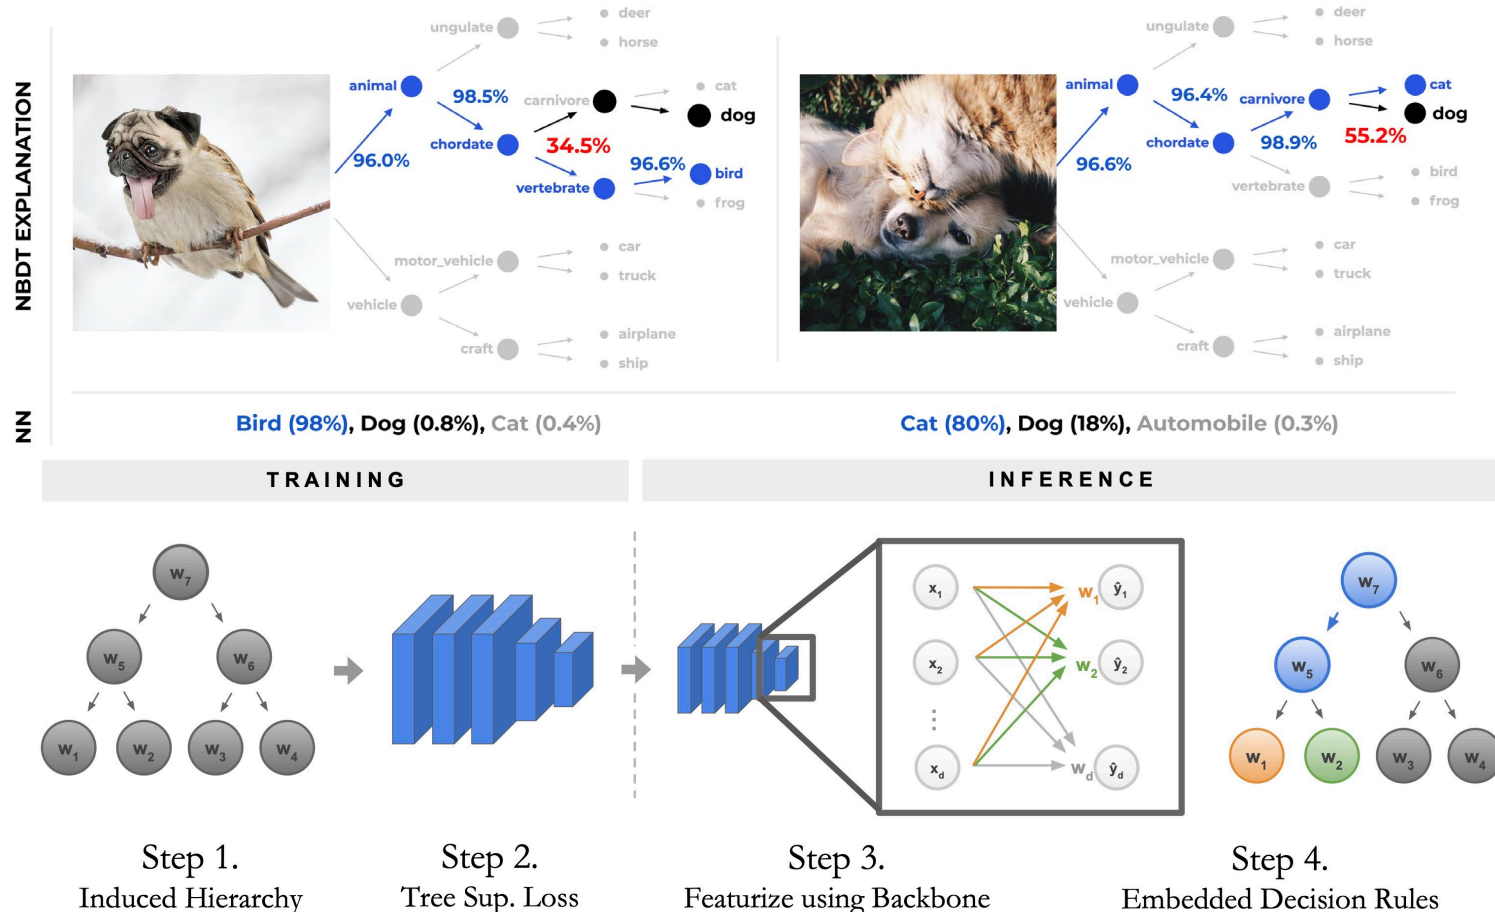 NBDT EXPLANATION
ungulate
deer
horse
animal
98.5%
carnivore
cat
dog
96.0%
chordate
34.5%
96.6%
vertebrate
bird
frog
motor_vehicle
car
truck
vehicle
craft
airplane
ship
ungulate
deer
horse
animal
96.4%
carnivore
cat
dog
96.6%
chordate
98.9%
55.2%
vertebrate
bird
frog
motor_vehicle
car
truck
vehicle
craft
airplane
ship
NN
Bird (98%), Dog (0.8%), Cat (0.4%)
Cat (80%), Dog (18%), Automobile (0.3%)
TRAINING
INFERENCE
w7
w5 w6
w1 w2 w3 w4
x1 w1 ŷ1
x2 w2 ŷ2
⋮
xd wd ŷd
w7
w5 w6
w1 w2 w3 w4
Step 1.
Induced Hierarchy
Step 2.
Tree Sup. Loss
Step 3.
Featurize using Backbone
Step 4.
Embedded Decision Rules